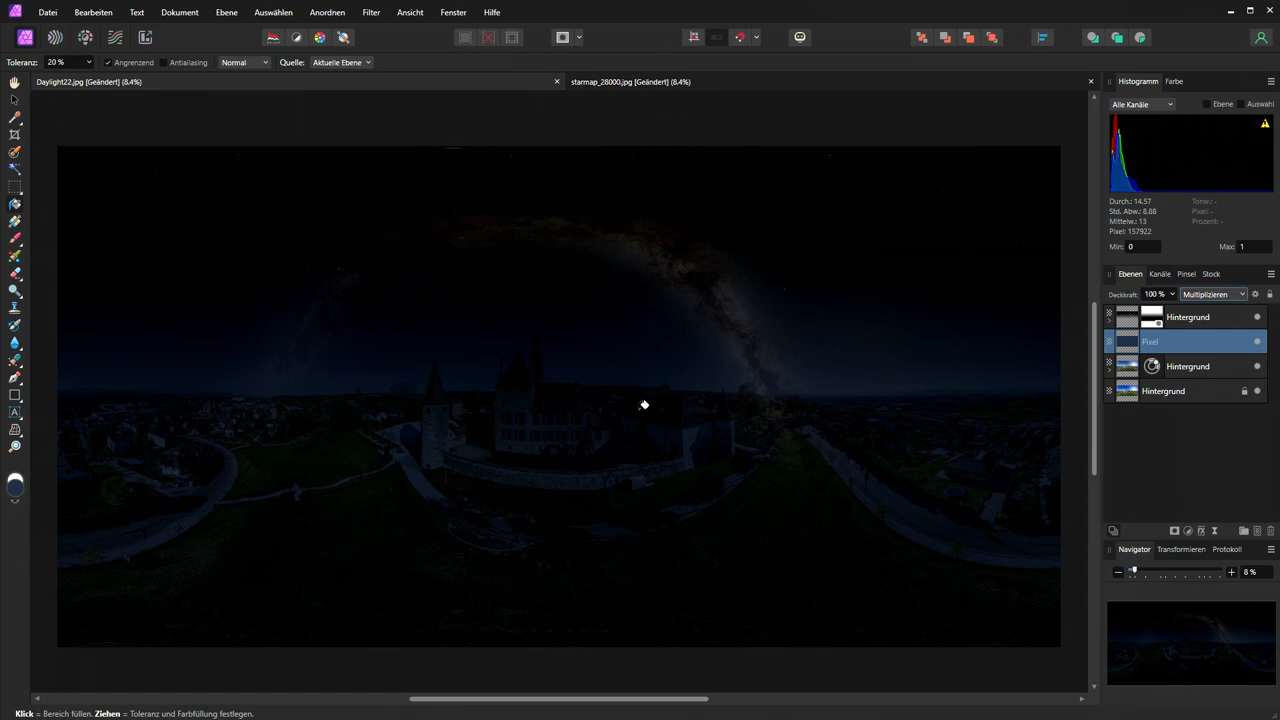 Datei Bearbeiten Text Dokument Ebene Auswählen Anordnen Filter Ansicht Fenster Hilfe
Toleranz: 20 % Angrenzend Antialiasing Normal Quelle: Aktuelle Ebene
Daylight22.jpg [Geändert] (8.4%)
starmap_28000.jpg [Geändert] (8.4%)
Histogramm Farbe
Alle Kanäle Ebene Auswahl
Durch.: 14.57 Tonw.: -
Std. Abw.: 8.88 Pixel: -
Mittelw.: 13 Prozent: -
Pixel: 157922
Min: 0 Max: 1
Ebenen Kanäle Pinsel Stock
Deckkraft: 100 % Multiplizieren
Hintergrund
Pixel
Hintergrund
Hintergrund
Navigator Transformieren Protokoll
8 %
Klick = Bereich füllen. Ziehen = Toleranz und Farbfüllung festlegen.